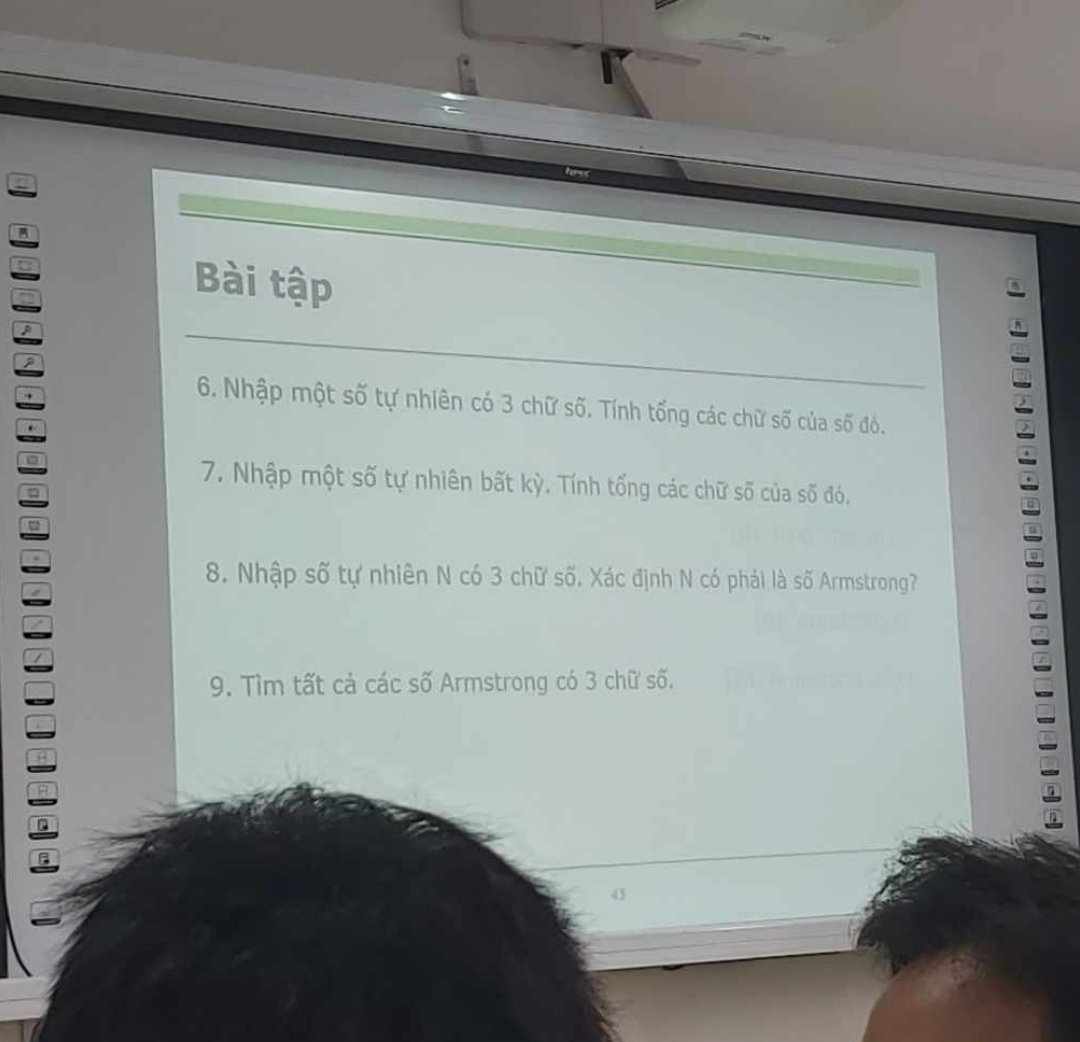 Bài tập
6. Nhập một số tự nhiên có 3 chữ số. Tính tổng các chữ số của số đó.
7. Nhập một số tự nhiên bất kỳ. Tính tổng các chữ số của số đó.
8. Nhập số tự nhiên N có 3 chữ số. Xác định N có phải là số Armstrong?
9. Tìm tất cả các số Armstrong có 3 chữ số.